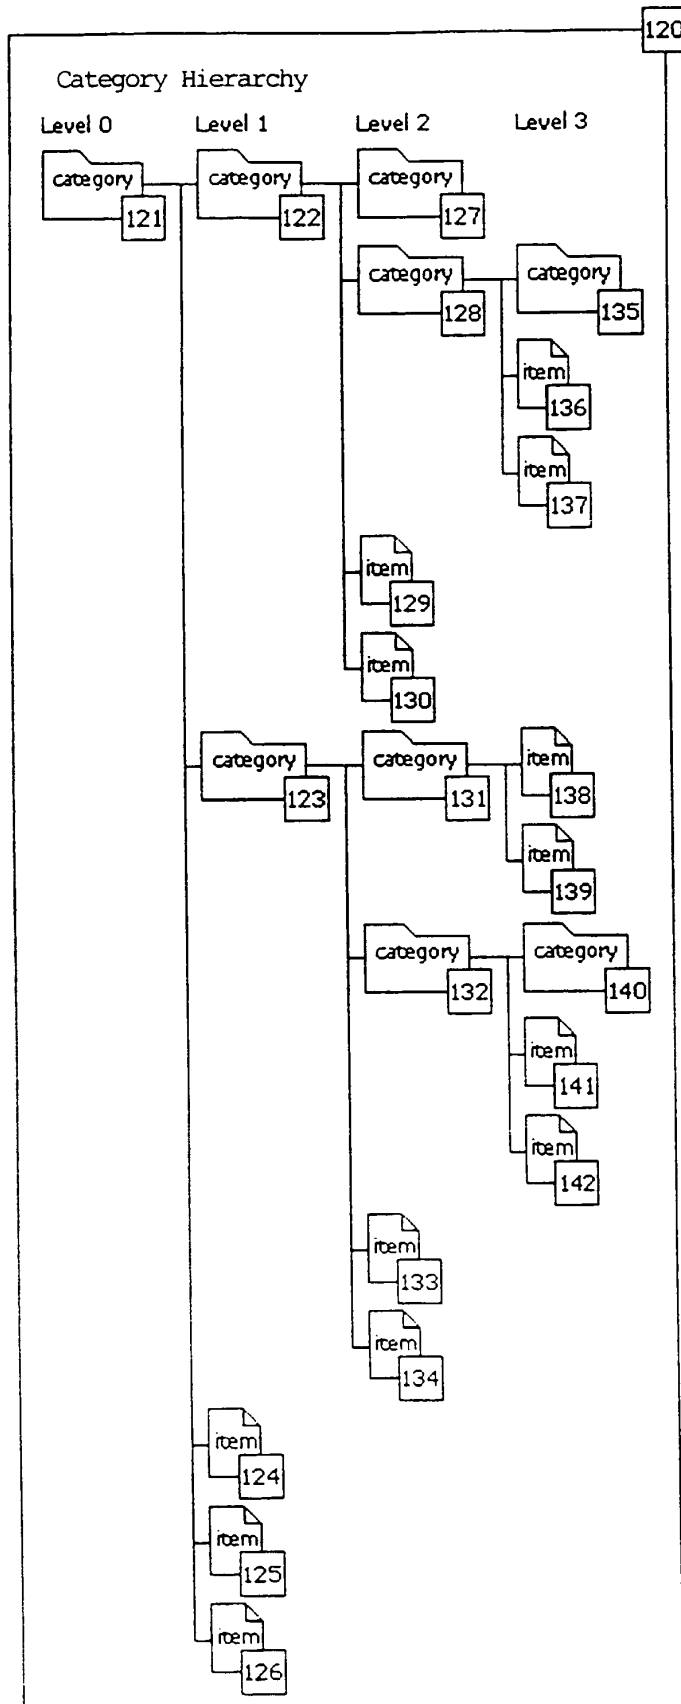 120
Category Hierarchy
Level 0 Level 1 Level 2 Level 3
category 121 category 122 category 127
category 128 category 135
item 136
item 137
item 129
item 130
category 123 category 131 item 138
item 139
category 132 category 140
item 141
item 142
item 133
item 134
item 124
item 125
item 126